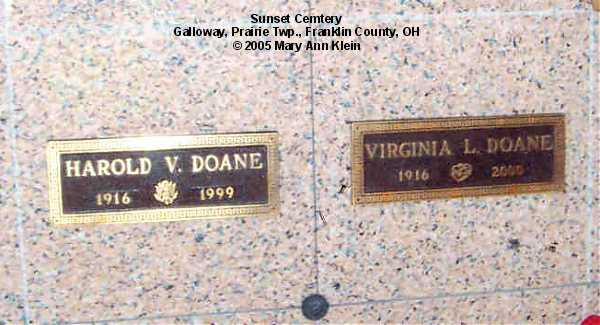 Sunset Cemtery
Galloway, Prairie Twp., Franklin County, OH
© 2005 Mary Ann Klein
HAROLD V. DOANE
1916 1999
VIRGINIA L. DOANE
1916 2000